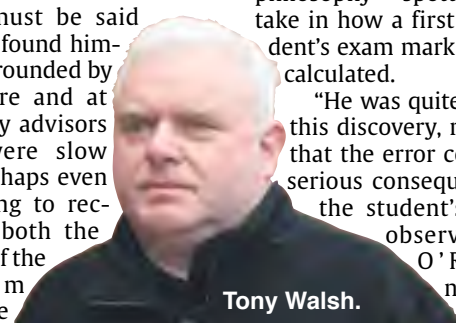 must be said
found him-
rounded by
re and at
y advisors
were slow
haps even
ng to rec-
both the
f the
m
e
take in how a first
dent’s exam mark
calculated.
“He was quite
this discovery, n
that the error co
serious consequ
the student’s
observ
O’R
Tony Walsh.